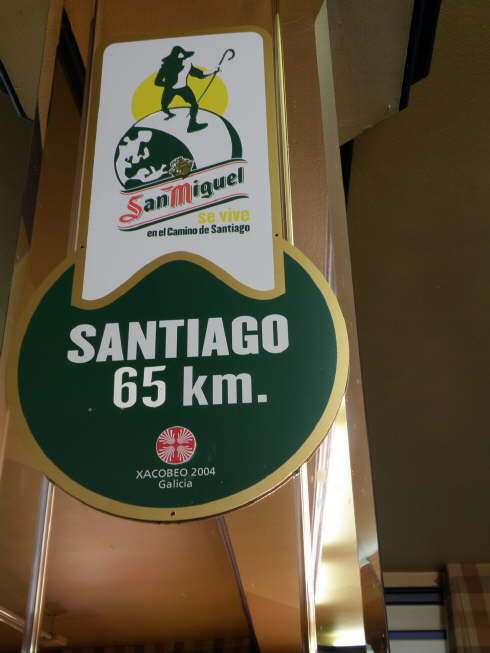 San Miguel
se vive
en el Camino de Santiago
SANTIAGO
65 km.
XACOBEO 2004
Galicia